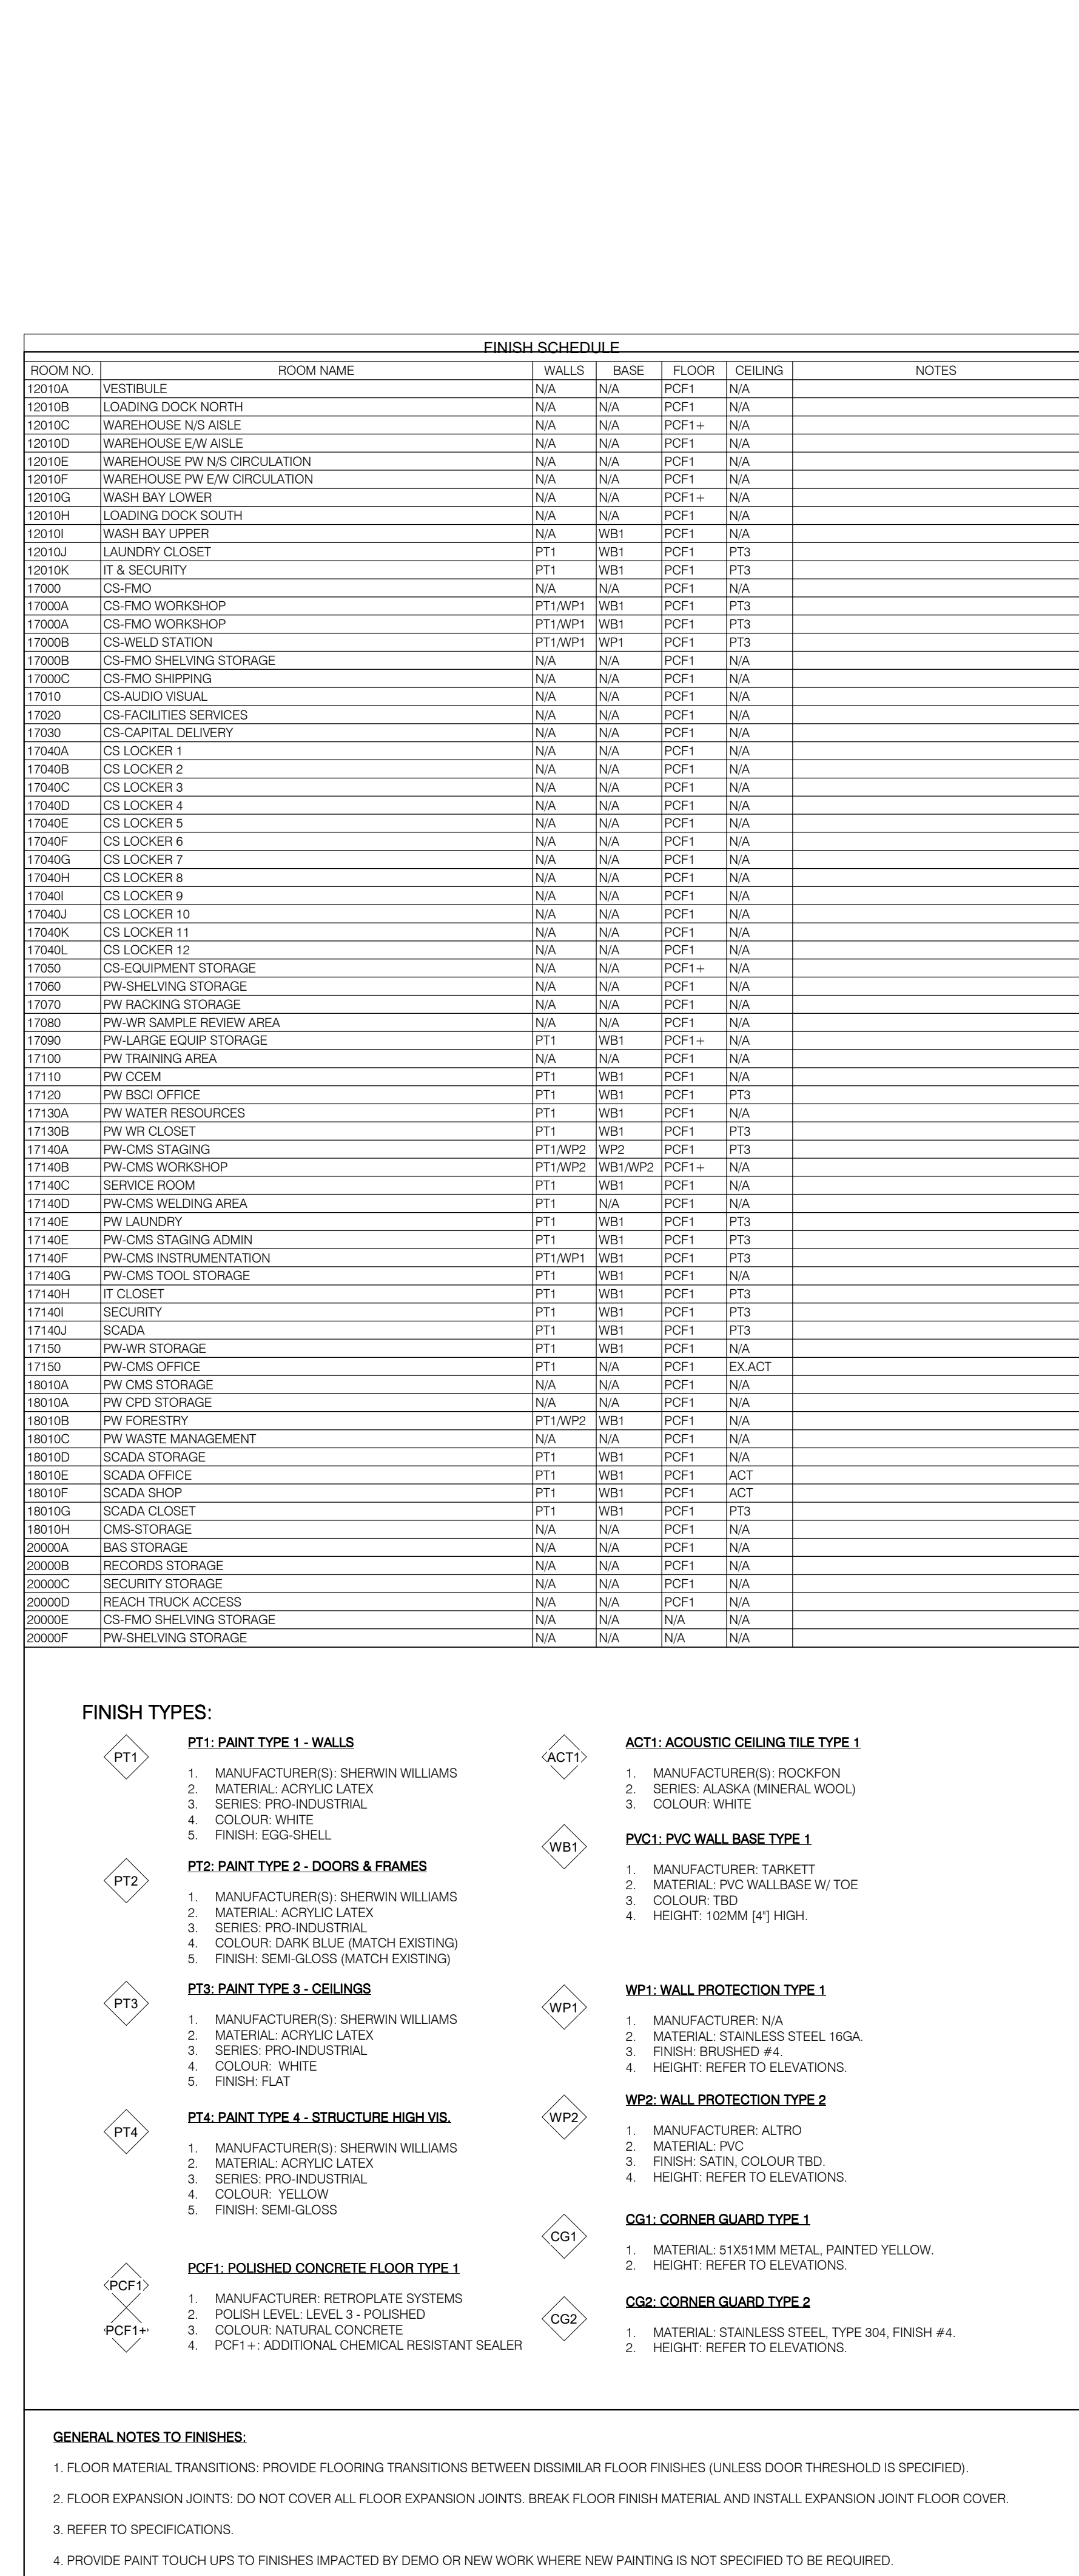 FINISH SCHEDULE
ROOM NO. ROOM NAME WALLS BASE FLOOR CEILING NOTES
12010A VESTIBULE N/A N/A PCF1 N/A
12010B LOADING DOCK NORTH N/A N/A PCF1 N/A
12010C WAREHOUSE N/S AISLE N/A N/A PCF1+ N/A
12010D WAREHOUSE E/W AISLE N/A N/A PCF1 N/A
12010E WAREHOUSE PW N/S CIRCULATION N/A N/A PCF1 N/A
12010F WAREHOUSE PW E/W CIRCULATION N/A N/A PCF1 N/A
12010G WASH BAY LOWER N/A N/A PCF1+ N/A
12010H LOADING DOCK SOUTH N/A N/A PCF1 N/A
12010I WASH BAY UPPER N/A WB1 PCF1 N/A
12010J LAUNDRY CLOSET PT1 WB1 PCF1 PT3
12010K IT & SECURITY PT1 WB1 PCF1 PT3
17000 CS-FMO N/A N/A PCF1 N/A
17000A CS-FMO WORKSHOP PT1/WP1 WB1 PCF1 PT3
17000A CS-FMO WORKSHOP PT1/WP1 WB1 PCF1 PT3
17000B CS-WELD STATION PT1/WP1 WP1 PCF1 PT3
17000B CS-FMO SHELVING STORAGE N/A N/A PCF1 N/A
17000C CS-FMO SHIPPING N/A N/A PCF1 N/A
17010 CS-AUDIO VISUAL N/A N/A PCF1 N/A
17020 CS-FACILITIES SERVICES N/A N/A PCF1 N/A
17030 CS-CAPITAL DELIVERY N/A N/A PCF1 N/A
17040A CS LOCKER 1 N/A N/A PCF1 N/A
17040B CS LOCKER 2 N/A N/A PCF1 N/A
17040C CS LOCKER 3 N/A N/A PCF1 N/A
17040D CS LOCKER 4 N/A N/A PCF1 N/A
17040E CS LOCKER 5 N/A N/A PCF1 N/A
17040F CS LOCKER 6 N/A N/A PCF1 N/A
17040G CS LOCKER 7 N/A N/A PCF1 N/A
17040H CS LOCKER 8 N/A N/A PCF1 N/A
17040I CS LOCKER 9 N/A N/A PCF1 N/A
17040J CS LOCKER 10 N/A N/A PCF1 N/A
17040K CS LOCKER 11 N/A N/A PCF1 N/A
17040L CS LOCKER 12 N/A N/A PCF1 N/A
17050 CS-EQUIPMENT STORAGE N/A N/A PCF1+ N/A
17060 PW-SHELVING STORAGE N/A N/A PCF1 N/A
17070 PW RACKING STORAGE N/A N/A PCF1 N/A
17080 PW-WR SAMPLE REVIEW AREA N/A N/A PCF1 N/A
17090 PW-LARGE EQUIP STORAGE PT1 WB1 PCF1+ N/A
17100 PW TRAINING AREA N/A N/A PCF1 N/A
17110 PW CCEM PT1 WB1 PCF1 N/A
17120 PW BSCI OFFICE PT1 WB1 PCF1 PT3
17130A PW WATER RESOURCES PT1 WB1 PCF1 N/A
17130B PW WR CLOSET PT1 WB1 PCF1 PT3
17140A PW-CMS STAGING PT1/WP2 WP2 PCF1 PT3
17140B PW-CMS WORKSHOP PT1/WP2 WB1/WP2 PCF1+ N/A
17140C SERVICE ROOM PT1 WB1 PCF1 N/A
17140D PW-CMS WELDING AREA PT1 N/A PCF1 N/A
17140E PW LAUNDRY PT1 WB1 PCF1 PT3
17140E PW-CMS STAGING ADMIN PT1 WB1 PCF1 PT3
17140F PW-CMS INSTRUMENTATION PT1/WP1 WB1 PCF1 PT3
17140G PW-CMS TOOL STORAGE PT1 WB1 PCF1 N/A
17140H IT CLOSET PT1 WB1 PCF1 PT3
17140I SECURITY PT1 WB1 PCF1 PT3
17140J SCADA PT1 WB1 PCF1 PT3
17150 PW-WR STORAGE PT1 WB1 PCF1 N/A
17150 PW-CMS OFFICE PT1 N/A PCF1 EX.ACT
18010A PW CMS STORAGE N/A N/A PCF1 N/A
18010A PW CPD STORAGE N/A N/A PCF1 N/A
18010B PW FORESTRY PT1/WP2 WB1 PCF1 N/A
18010C PW WASTE MANAGEMENT N/A N/A PCF1 N/A
18010D SCADA STORAGE PT1 WB1 PCF1 N/A
18010E SCADA OFFICE PT1 WB1 PCF1 ACT
18010F SCADA SHOP PT1 WB1 PCF1 ACT
18010G SCADA CLOSET PT1 WB1 PCF1 PT3
18010H CMS-STORAGE N/A N/A PCF1 N/A
20000A BAS STORAGE N/A N/A PCF1 N/A
20000B RECORDS STORAGE N/A N/A PCF1 N/A
20000C SECURITY STORAGE N/A N/A PCF1 N/A
20000D REACH TRUCK ACCESS N/A N/A PCF1 N/A
20000E CS-FMO SHELVING STORAGE N/A N/A N/A N/A
20000F PW-SHELVING STORAGE N/A N/A N/A N/A
FINISH TYPES:
PT1
PT1: PAINT TYPE 1 - WALLS
1. MANUFACTURER(S): SHERWIN WILLIAMS
2. MATERIAL: ACRYLIC LATEX
3. SERIES: PRO-INDUSTRIAL
4. COLOUR: WHITE
5. FINISH: EGG-SHELL
PT2
PT2: PAINT TYPE 2 - DOORS & FRAMES
1. MANUFACTURER(S): SHERWIN WILLIAMS
2. MATERIAL: ACRYLIC LATEX
3. SERIES: PRO-INDUSTRIAL
4. COLOUR: DARK BLUE (MATCH EXISTING)
5. FINISH: SEMI-GLOSS (MATCH EXISTING)
PT3
PT3: PAINT TYPE 3 - CEILINGS
1. MANUFACTURER(S): SHERWIN WILLIAMS
2. MATERIAL: ACRYLIC LATEX
3. SERIES: PRO-INDUSTRIAL
4. COLOUR: WHITE
5. FINISH: FLAT
PT4
PT4: PAINT TYPE 4 - STRUCTURE HIGH VIS.
1. MANUFACTURER(S): SHERWIN WILLIAMS
2. MATERIAL: ACRYLIC LATEX
3. SERIES: PRO-INDUSTRIAL
4. COLOUR: YELLOW
5. FINISH: SEMI-GLOSS
PCF1
PCF1+
PCF1: POLISHED CONCRETE FLOOR TYPE 1
1. MANUFACTURER: RETROPLATE SYSTEMS
2. POLISH LEVEL: LEVEL 3 - POLISHED
3. COLOUR: NATURAL CONCRETE
4. PCF1+: ADDITIONAL CHEMICAL RESISTANT SEALER
ACT1
ACT1: ACOUSTIC CEILING TILE TYPE 1
1. MANUFACTURER(S): ROCKFON
2. SERIES: ALASKA (MINERAL WOOL)
3. COLOUR: WHITE
WB1
PVC1: PVC WALL BASE TYPE 1
1. MANUFACTURER: TARKETT
2. MATERIAL: PVC WALLBASE W/ TOE
3. COLOUR: TBD
4. HEIGHT: 102MM [4"] HIGH.
WP1
WP1: WALL PROTECTION TYPE 1
1. MANUFACTURER: N/A
2. MATERIAL: STAINLESS STEEL 16GA.
3. FINISH: BRUSHED #4.
4. HEIGHT: REFER TO ELEVATIONS.
WP2
WP2: WALL PROTECTION TYPE 2
1. MANUFACTURER: ALTRO
2. MATERIAL: PVC
3. FINISH: SATIN, COLOUR TBD.
4. HEIGHT: REFER TO ELEVATIONS.
CG1
CG1: CORNER GUARD TYPE 1
1. MATERIAL: 51X51MM METAL, PAINTED YELLOW.
2. HEIGHT: REFER TO ELEVATIONS.
CG2
CG2: CORNER GUARD TYPE 2
1. MATERIAL: STAINLESS STEEL, TYPE 304, FINISH #4.
2. HEIGHT: REFER TO ELEVATIONS.
GENERAL NOTES TO FINISHES:
1. FLOOR MATERIAL TRANSITIONS: PROVIDE FLOORING TRANSITIONS BETWEEN DISSIMILAR FLOOR FINISHES (UNLESS DOOR THRESHOLD IS SPECIFIED).
2. FLOOR EXPANSION JOINTS: DO NOT COVER ALL FLOOR EXPANSION JOINTS. BREAK FLOOR FINISH MATERIAL AND INSTALL EXPANSION JOINT FLOOR COVER.
3. REFER TO SPECIFICATIONS.
4. PROVIDE PAINT TOUCH UPS TO FINISHES IMPACTED BY DEMO OR NEW WORK WHERE NEW PAINTING IS NOT SPECIFIED TO BE REQUIRED.